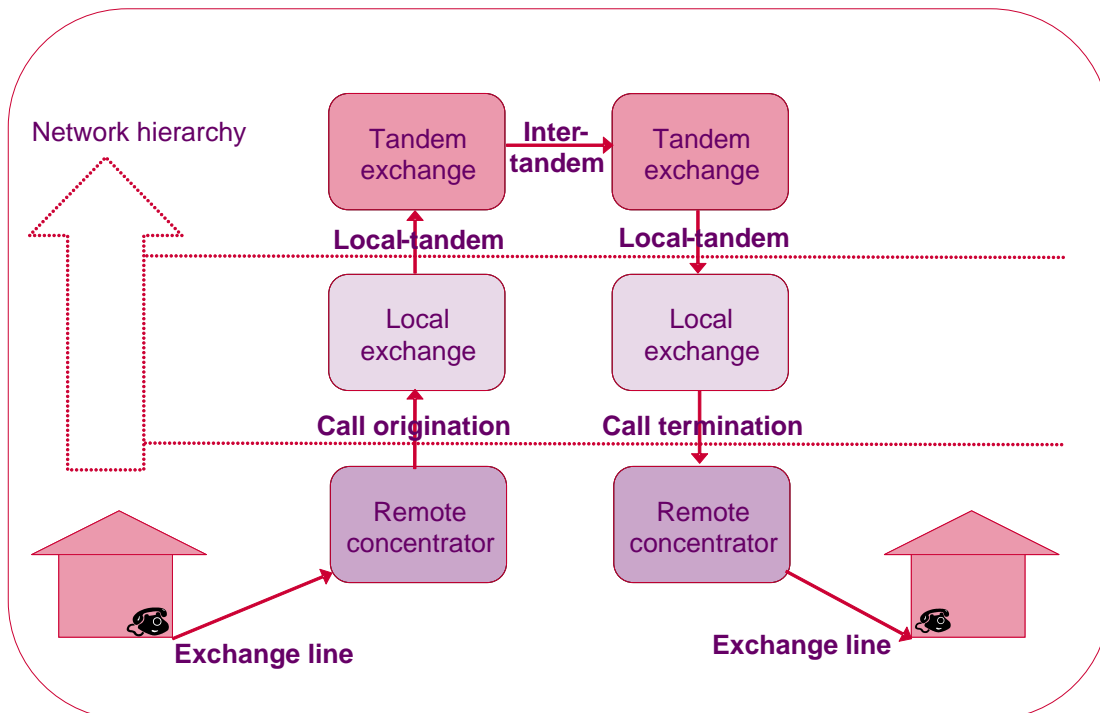 Network hierarchy
Tandem
exchange
Inter-
tandem
Tandem
exchange
Local-tandem
Local-tandem
Local
exchange
Local
exchange
Call origination
Call termination
Remote
concentrator
Remote
concentrator
Exchange line
Exchange line